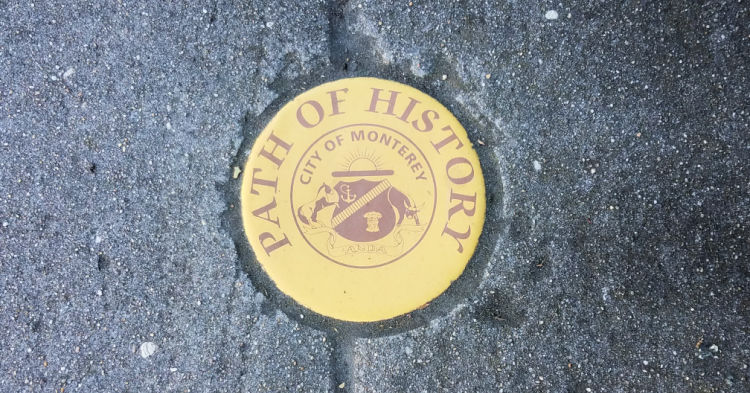 PATH OF HISTORY
CITY OF MONTEREY